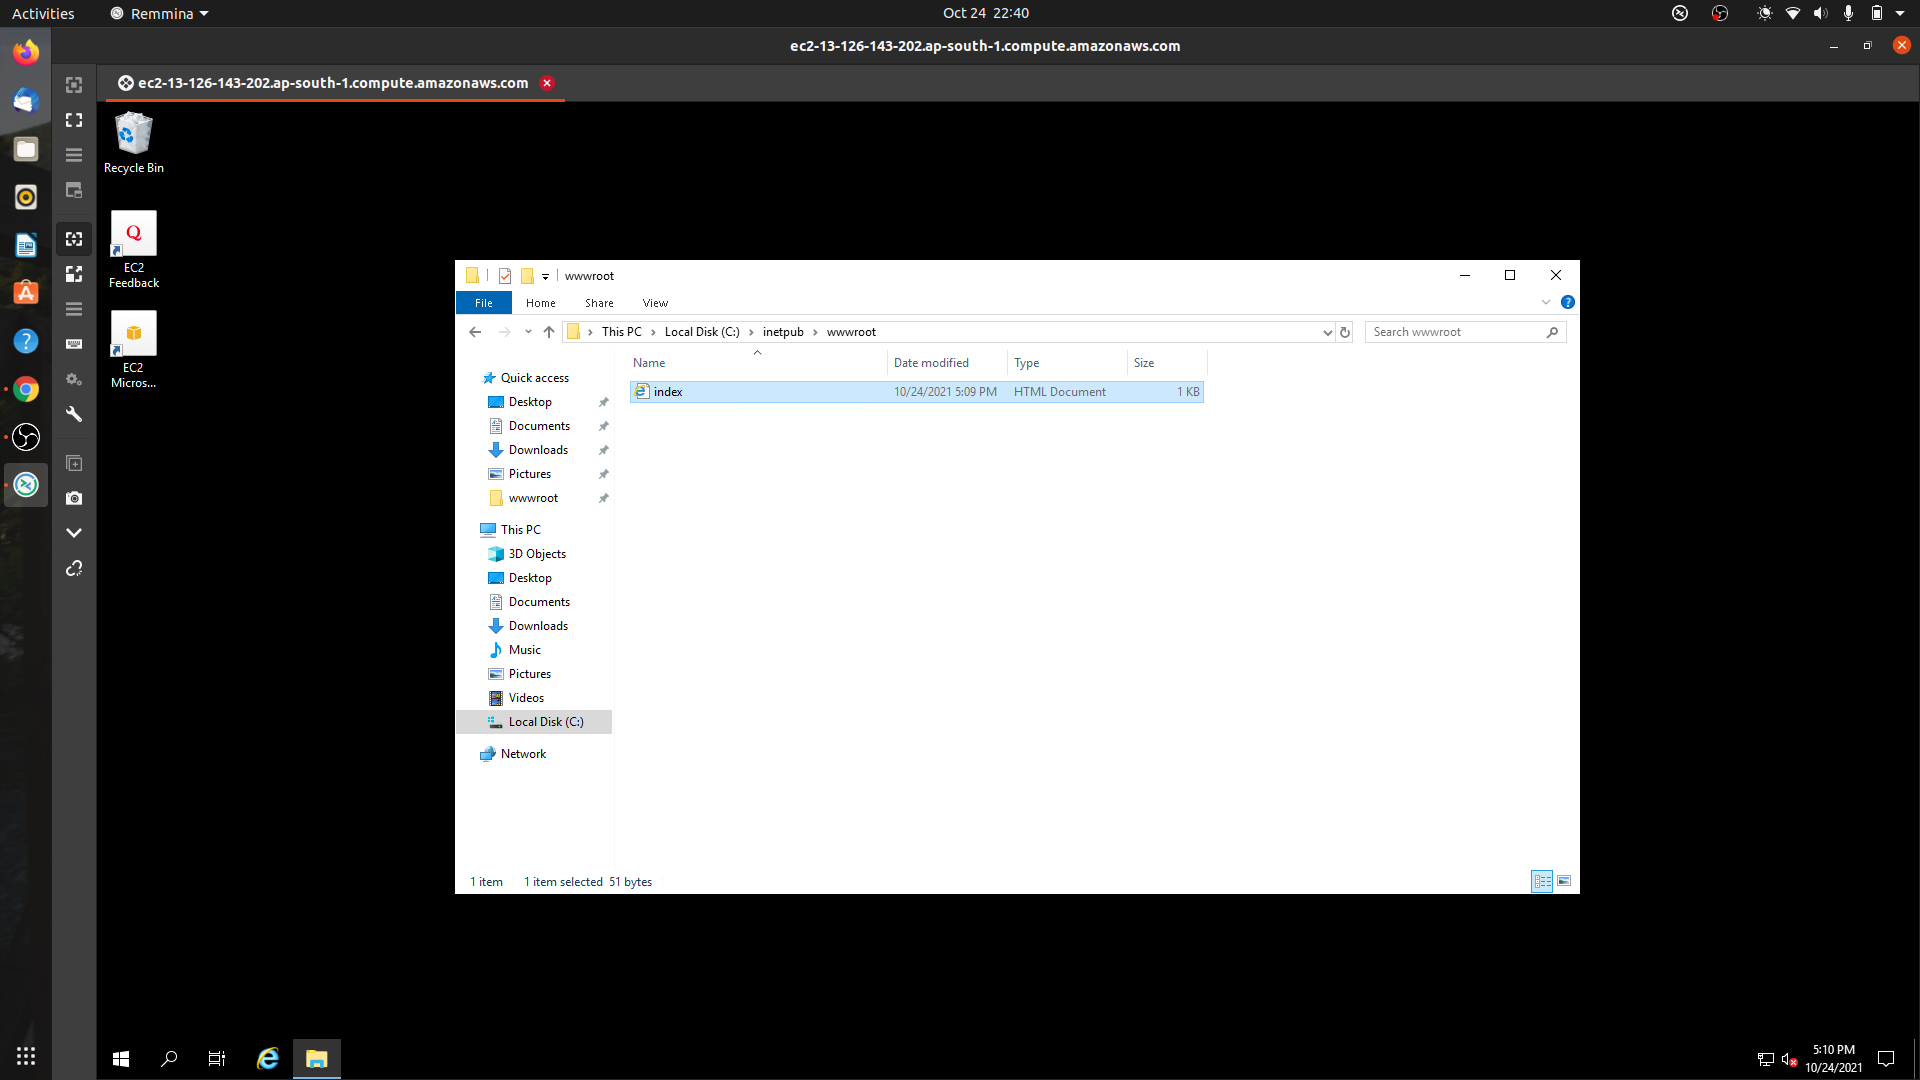 Activities
Remmina
Oct 24 22:40
ec2-13-126-143-202.ap-south-1.compute.amazonaws.com
ec2-13-126-143-202.ap-south-1.compute.amazonaws.com
Recycle Bin
EC2
Feedback
EC2
Micros...
wwwroot
File Home Share View
This PC Local Disk (C:) inetpub wwwroot
Search wwwroot
Name Date modified Type Size
index 10/24/2021 5:09 PM HTML Document 1 KB
Quick access
Desktop
Documents
Downloads
Pictures
wwwroot
This PC
3D Objects
Desktop
Documents
Downloads
Music
Pictures
Videos
Local Disk (C:)
Network
1 item 1 item selected 51 bytes
5:10 PM
10/24/2021